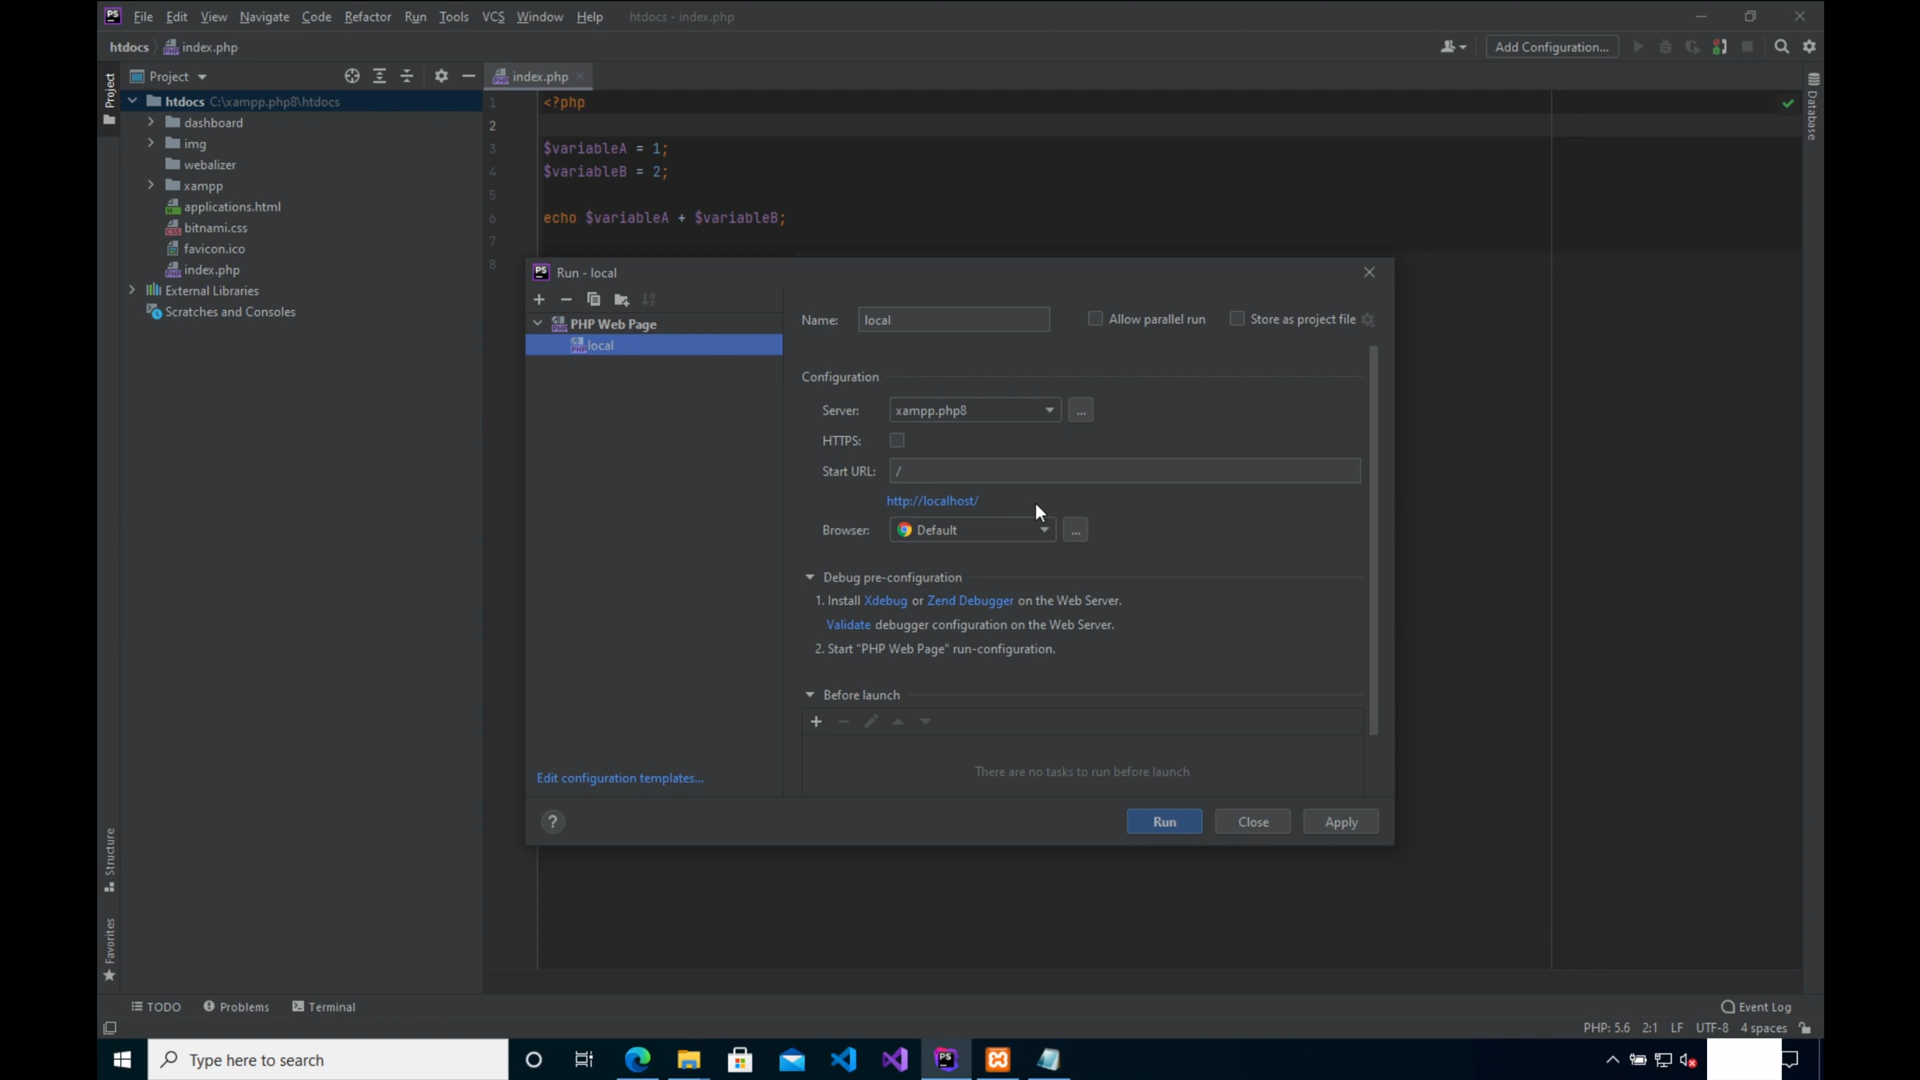 PS File Edit View Navigate Code Refactor Run Tools VCS Window Help htdocs - index.php
htdocs index.php Add Configuration...
Project index.php
Project
Database
htdocs C:\xampp.php8\htdocs
dashboard
img
webalizer
xampp
applications.html
bitnami.css
favicon.ico
index.php
External Libraries
Scratches and Consoles
1 <?php
2
3 $variableA = 1;
4 $variableB = 2;
5
6 echo $variableA + $variableB;
7
8
PS Run - local
PHP Web Page
local
Name: local Allow parallel run Store as project file
Configuration
Server: xampp.php8 ...
HTTPS:
Start URL: /
http://localhost/
Browser: Default ...
Debug pre-configuration
1. Install Xdebug or Zend Debugger on the Web Server.
Validate debugger configuration on the Web Server.
2. Start "PHP Web Page" run-configuration.
Before launch
There are no tasks to run before launch
Edit configuration templates...
? Run Close Apply
Structure
Favorites
TODO Problems Terminal Event Log
PHP: 5.6 2:1 LF UTF-8 4 spaces
Type here to search PS